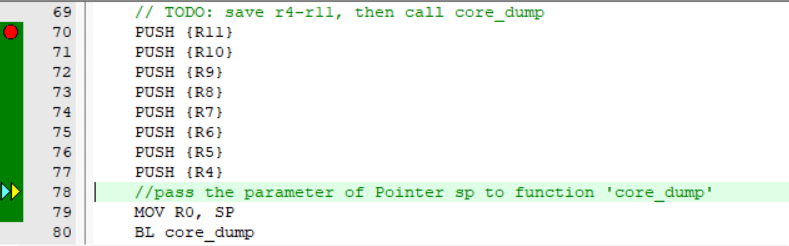 69 // TODO: save r4-r11, then call core_dump
70 PUSH {R11}
71 PUSH {R10}
72 PUSH {R9}
73 PUSH {R8}
74 PUSH {R7}
75 PUSH {R6}
76 PUSH {R5}
77 PUSH {R4}
78 //pass the parameter of Pointer sp to function 'core_dump'
79 MOV R0, SP
80 BL core_dump